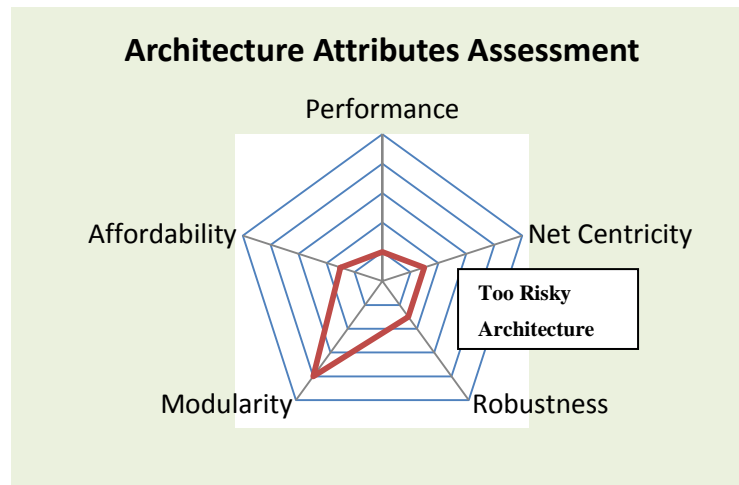 Architecture Attributes Assessment
Performance
Affordability
Net Centricity
Too Risky
Architecture
Modularity
Robustness